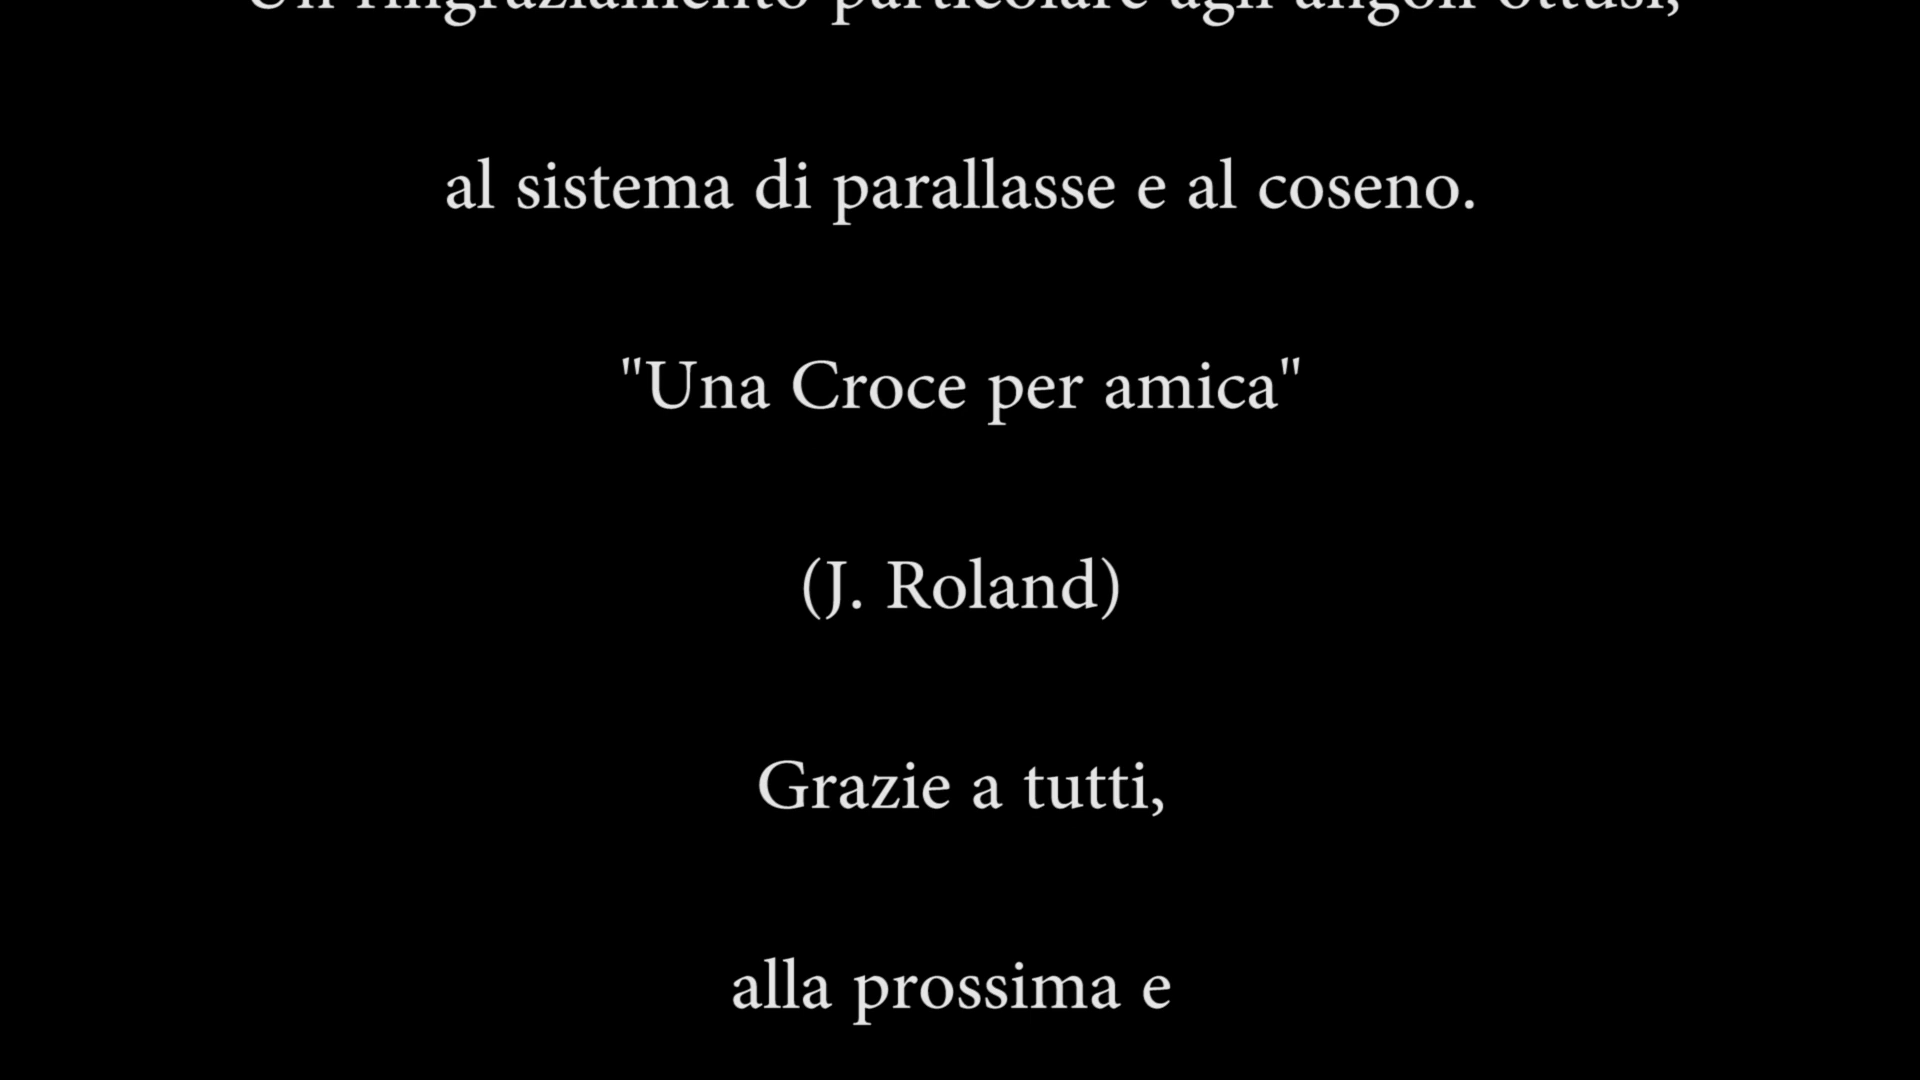 Un ringraziamento particolare agli angoli ottusi,
al sistema di parallasse e al coseno.
"Una Croce per amica"
(J. Roland)
Grazie a tutti,
alla prossima e